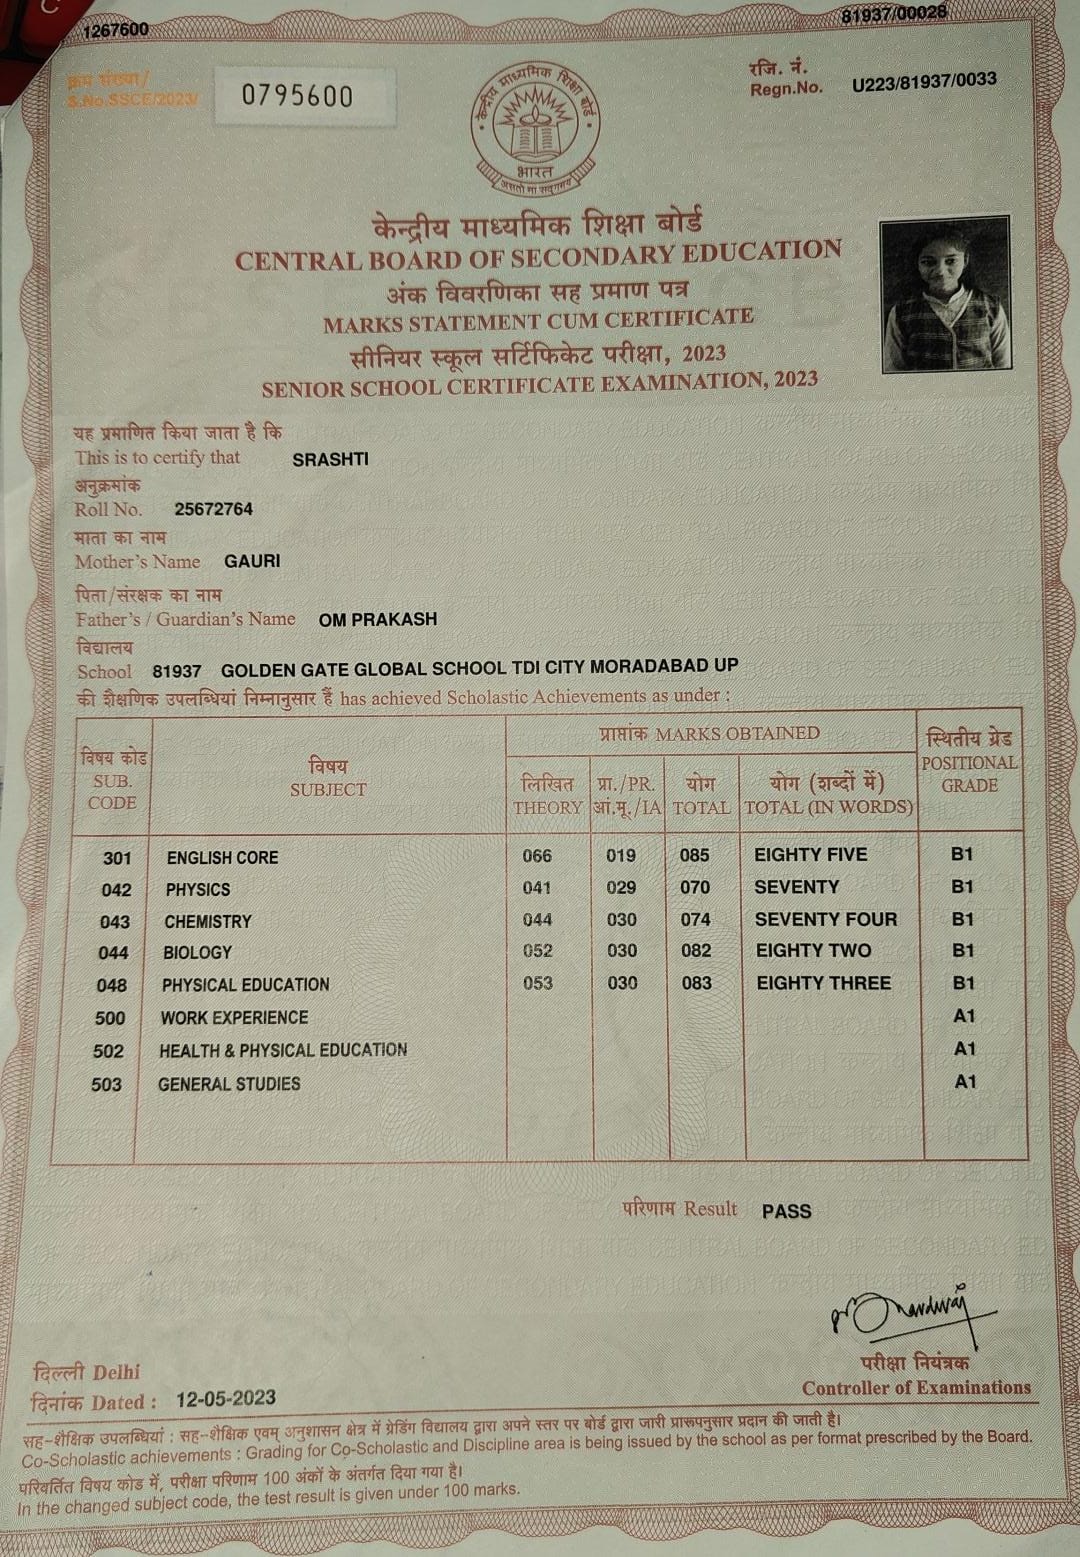 C
1267600
81937/00028
क्रम संख्या/
S.No.SSCE/2023/
0795600
रजि. नं.
Regn.No. U223/81937/0033
केन्द्रीय माध्यमिक शिक्षा बोर्ड
भारत
असतो मा सद्गमय
केन्द्रीय माध्यमिक शिक्षा बोर्ड
CENTRAL BOARD OF SECONDARY EDUCATION
अंक विवरणिका सह प्रमाण पत्र
MARKS STATEMENT CUM CERTIFICATE
सीनियर स्कूल सर्टिफिकेट परीक्षा, 2023
SENIOR SCHOOL CERTIFICATE EXAMINATION, 2023
यह प्रमाणित किया जाता है कि
This is to certify that SRASHTI
अनुक्रमांक
Roll No. 25672764
माता का नाम
Mother's Name GAURI
पिता/संरक्षक का नाम
Father's / Guardian's Name OM PRAKASH
विद्यालय
School 81937 GOLDEN GATE GLOBAL SCHOOL TDI CITY MORADABAD UP
की शैक्षणिक उपलब्धियां निम्नानुसार हैं has achieved Scholastic Achievements as under :
विषय कोड
SUB.
CODE
विषय
SUBJECT
प्राप्तांक MARKS OBTAINED
लिखित
THEORY
प्रा./PR.
आं.मू./IA
योग
TOTAL
योग (शब्दों में)
TOTAL (IN WORDS)
स्थितीय ग्रेड
POSITIONAL
GRADE
301 ENGLISH CORE 066 019 085 EIGHTY FIVE B1
042 PHYSICS 041 029 070 SEVENTY B1
043 CHEMISTRY 044 030 074 SEVENTY FOUR B1
044 BIOLOGY 052 030 082 EIGHTY TWO B1
048 PHYSICAL EDUCATION 053 030 083 EIGHTY THREE B1
500 WORK EXPERIENCE A1
502 HEALTH & PHYSICAL EDUCATION A1
503 GENERAL STUDIES A1
परिणाम Result PASS
दिल्ली Delhi
दिनांक Dated : 12-05-2023
परीक्षा नियंत्रक
Controller of Examinations
सह-शैक्षिक उपलब्धियां : सह-शैक्षिक एवम् अनुशासन क्षेत्र में ग्रेडिंग विद्यालय द्वारा अपने स्तर पर बोर्ड द्वारा जारी प्रारूपनुसार प्रदान की जाती है।
Co-Scholastic achievements : Grading for Co-Scholastic and Discipline area is being issued by the school as per format prescribed by the Board.
परिवर्तित विषय कोड में, परीक्षा परिणाम 100 अंकों के अंतर्गत दिया गया है।
In the changed subject code, the test result is given under 100 marks.